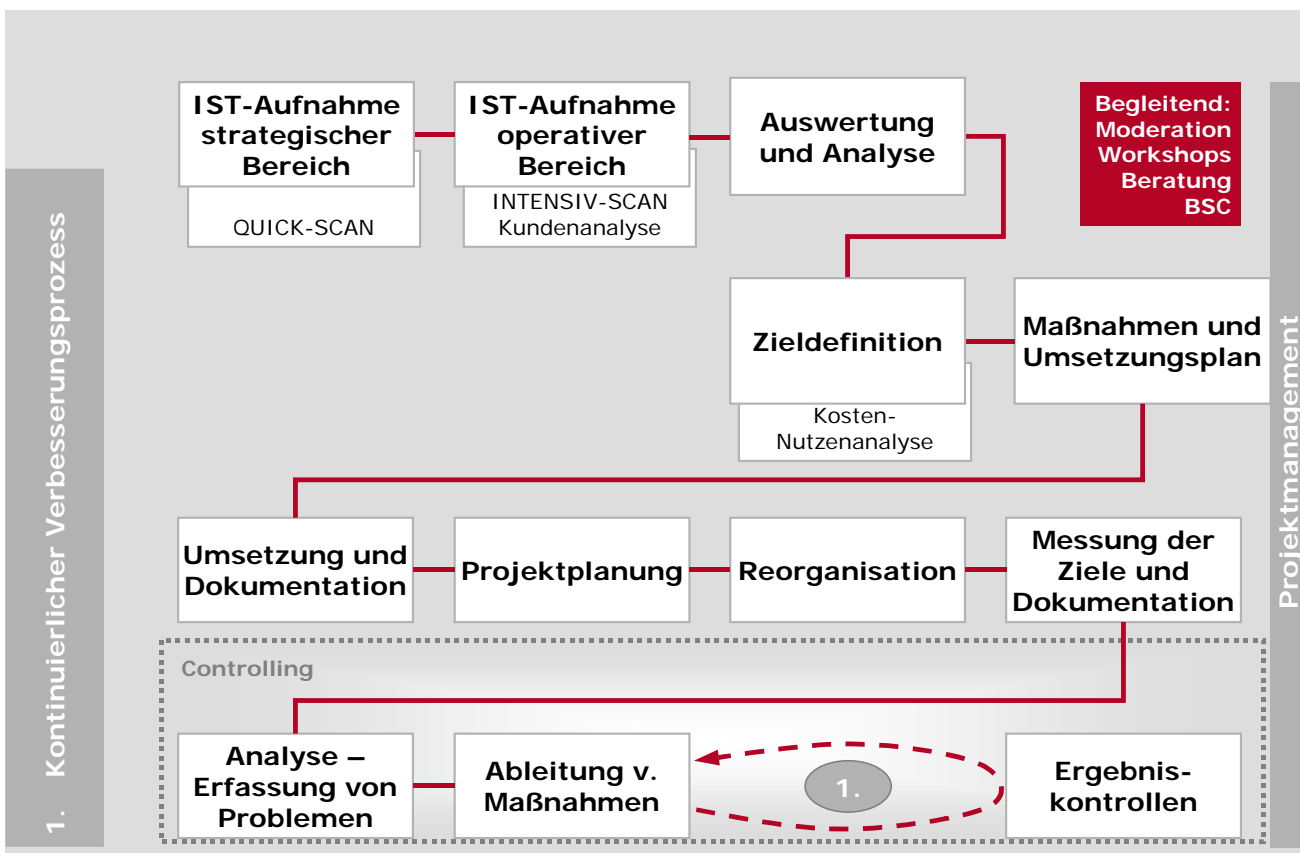 IST-Aufnahme
strategischer
Bereich
QUICK-SCAN
IST-Aufnahme
operativer
Bereich
INTENSIV-SCAN
Kundenanalyse
Auswertung
und Analyse
Begleitend:
Moderation
Workshops
Beratung
BSC
1. Kontinuierlicher Verbesserungsprozess
Projektmanagement
Zieldefinition
Kosten-
Nutzenanalyse
Maßnahmen und
Umsetzungsplan
Umsetzung und
Dokumentation
Projektplanung
Reorganisation
Messung der
Ziele und
Dokumentation
Controlling
Analyse –
Erfassung von
Problemen
Ableitung v.
Maßnahmen
1.
Ergebnis-
kontrollen